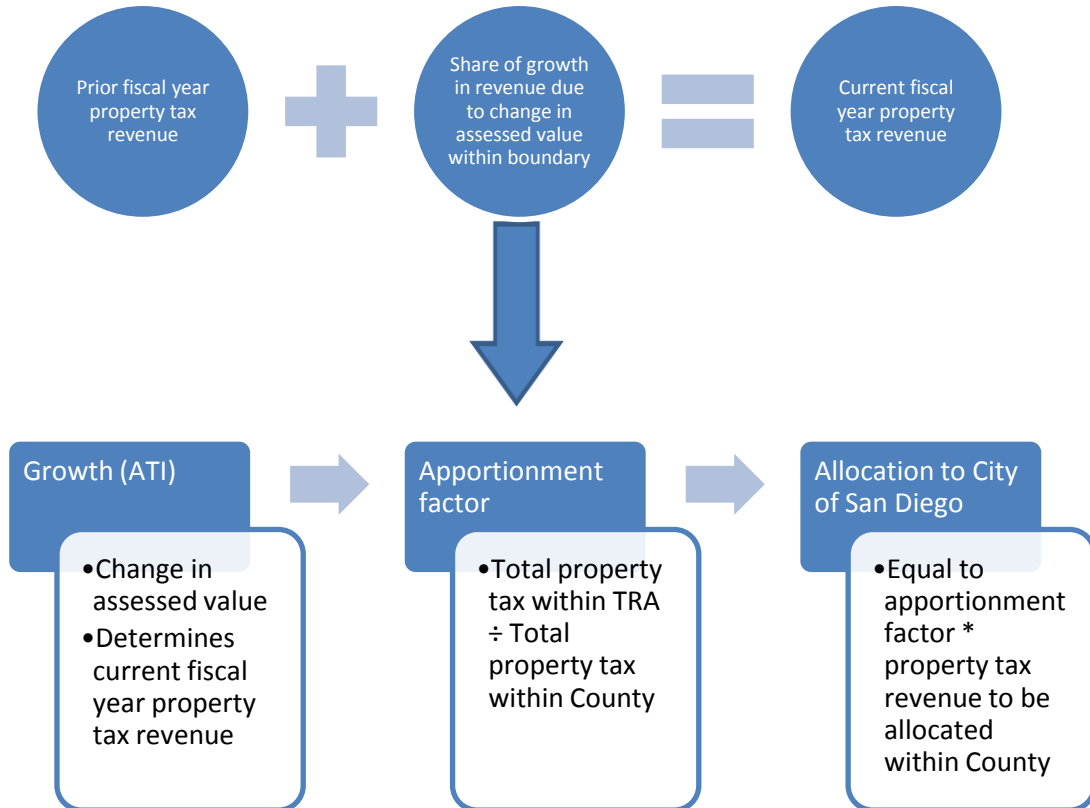 Prior fiscal year
property tax
revenue
Share of growth
in revenue due
to change in
assessed value
within boundary
Current fiscal
year property
tax revenue
Growth (ATI)
•Change in
assessed value
•Determines
current fiscal
year property
tax revenue
Apportionment
factor
•Total property
tax within TRA
÷ Total
property tax
within County
Allocation to City
of San Diego
•Equal to
apportionment
factor *
property tax
revenue to be
allocated
within County